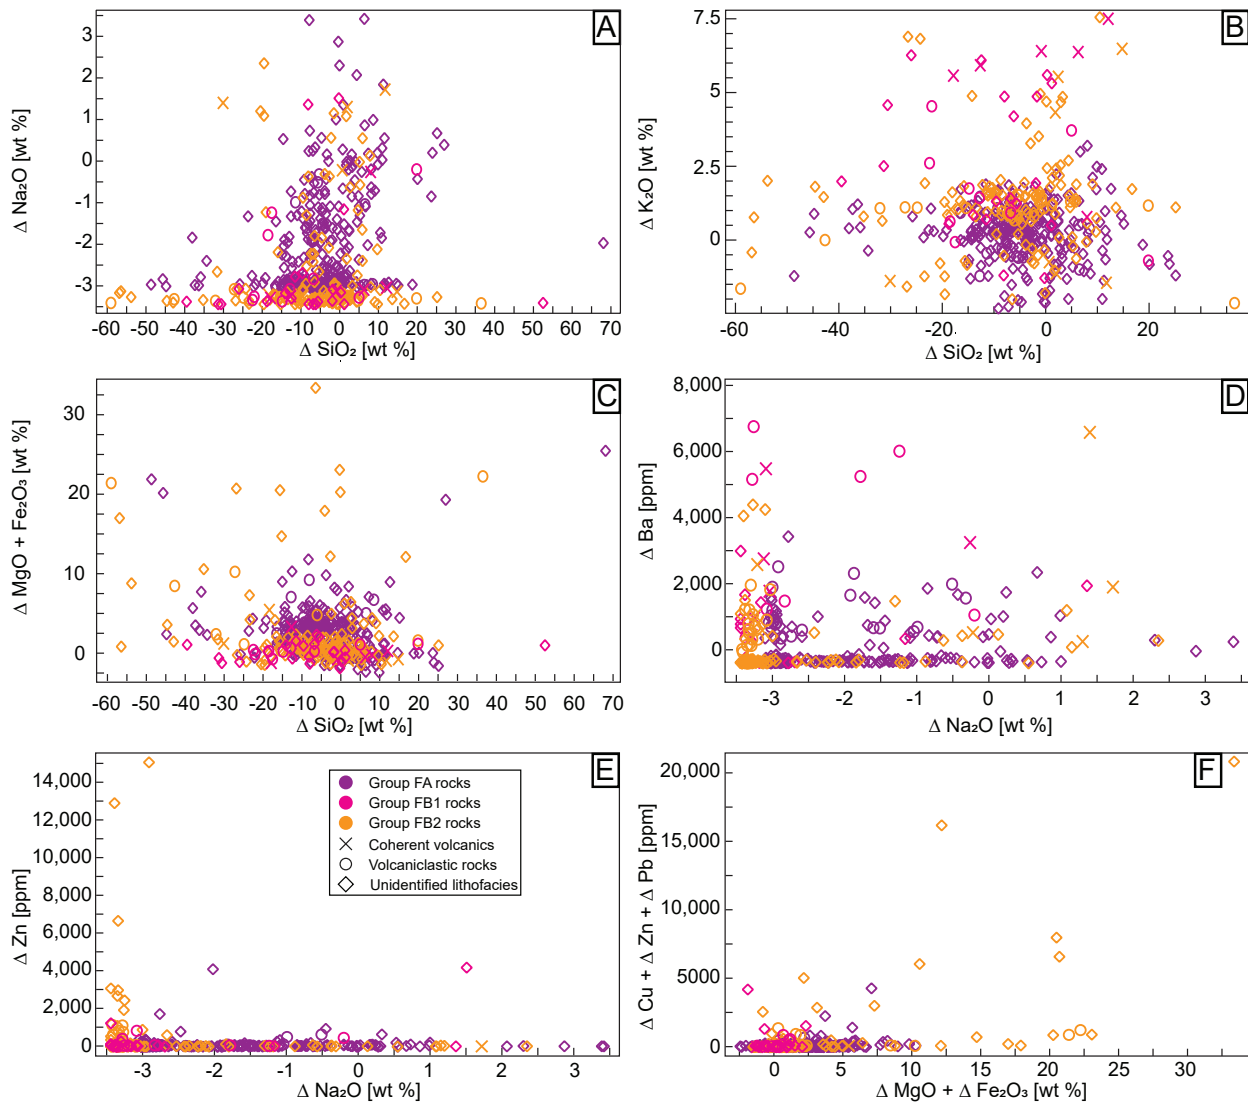 A
Δ Na₂O [wt %]
3
2
1
0
-1
-2
-3
-60 -50 -40 -30 -20 -10 0 10 20 30 40 50 60 70
Δ SiO₂ [wt %]
B
Δ K₂O [wt %]
7.5
5
2.5
0
-60 -40 -20 0 20
Δ SiO₂ [wt %]
C
Δ MgO + Fe₂O₃ [wt %]
30
20
10
0
-60 -50 -40 -30 -20 -10 0 10 20 30 40 50 60 70
Δ SiO₂ [wt %]
D
Δ Ba [ppm]
8,000
6,000
4,000
2,000
0
-3 -2 -1 0 1 2 3
Δ Na₂O [wt %]
E
Δ Zn [ppm]
14,000
12,000
10,000
8,000
6,000
4,000
2,000
0
-3 -2 -1 0 1 2 3
Δ Na₂O [wt %]
Group FA rocks
Group FB1 rocks
Group FB2 rocks
Coherent volcanics
Volcaniclastic rocks
Unidentified lithofacies
F
Δ Cu + Δ Zn + Δ Pb [ppm]
20,000
15,000
10,000
5000
0
0 5 10 15 20 25 30
Δ MgO + Δ Fe₂O₃ [wt %]